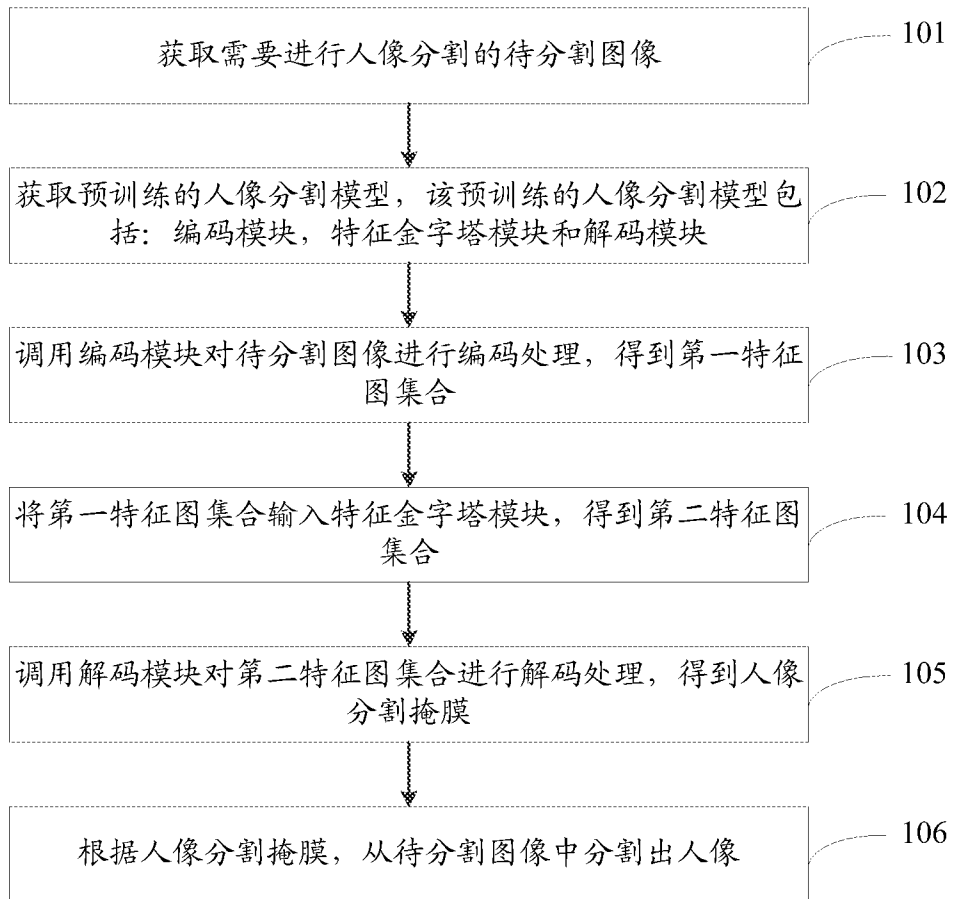 获取需要进行人像分割的待分割图像
101
获取预训练的人像分割模型，该预训练的人像分割模型包
括：编码模块，特征金字塔模块和解码模块
102
调用编码模块对待分割图像进行编码处理，得到第一特征
图集合
103
将第一特征图集合输入特征金字塔模块，得到第二特征图
集合
104
调用解码模块对第二特征图集合进行解码处理，得到人像
分割掩膜
105
根据人像分割掩膜，从待分割图像中分割出人像
106